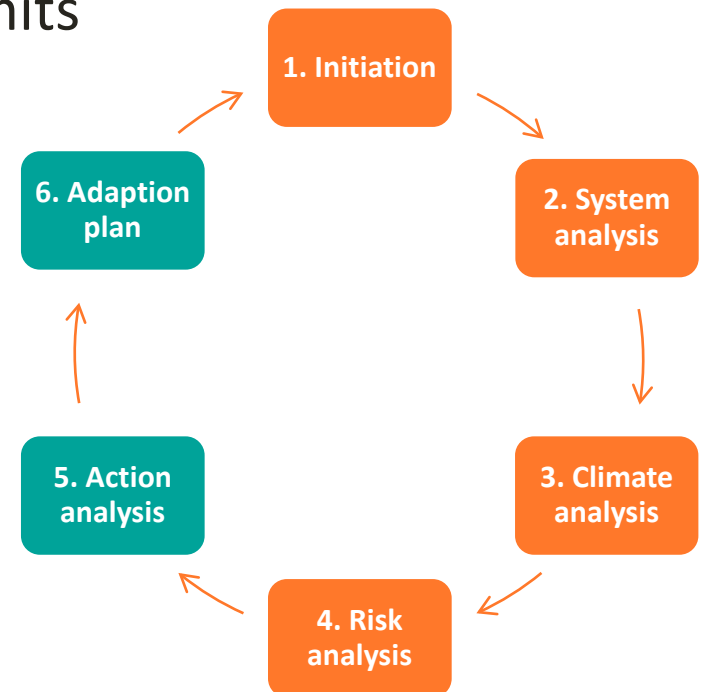 1. Initiation
2. System
analysis
3. Climate
analysis
4. Risk
analysis
5. Action
analysis
6. Adaption
plan